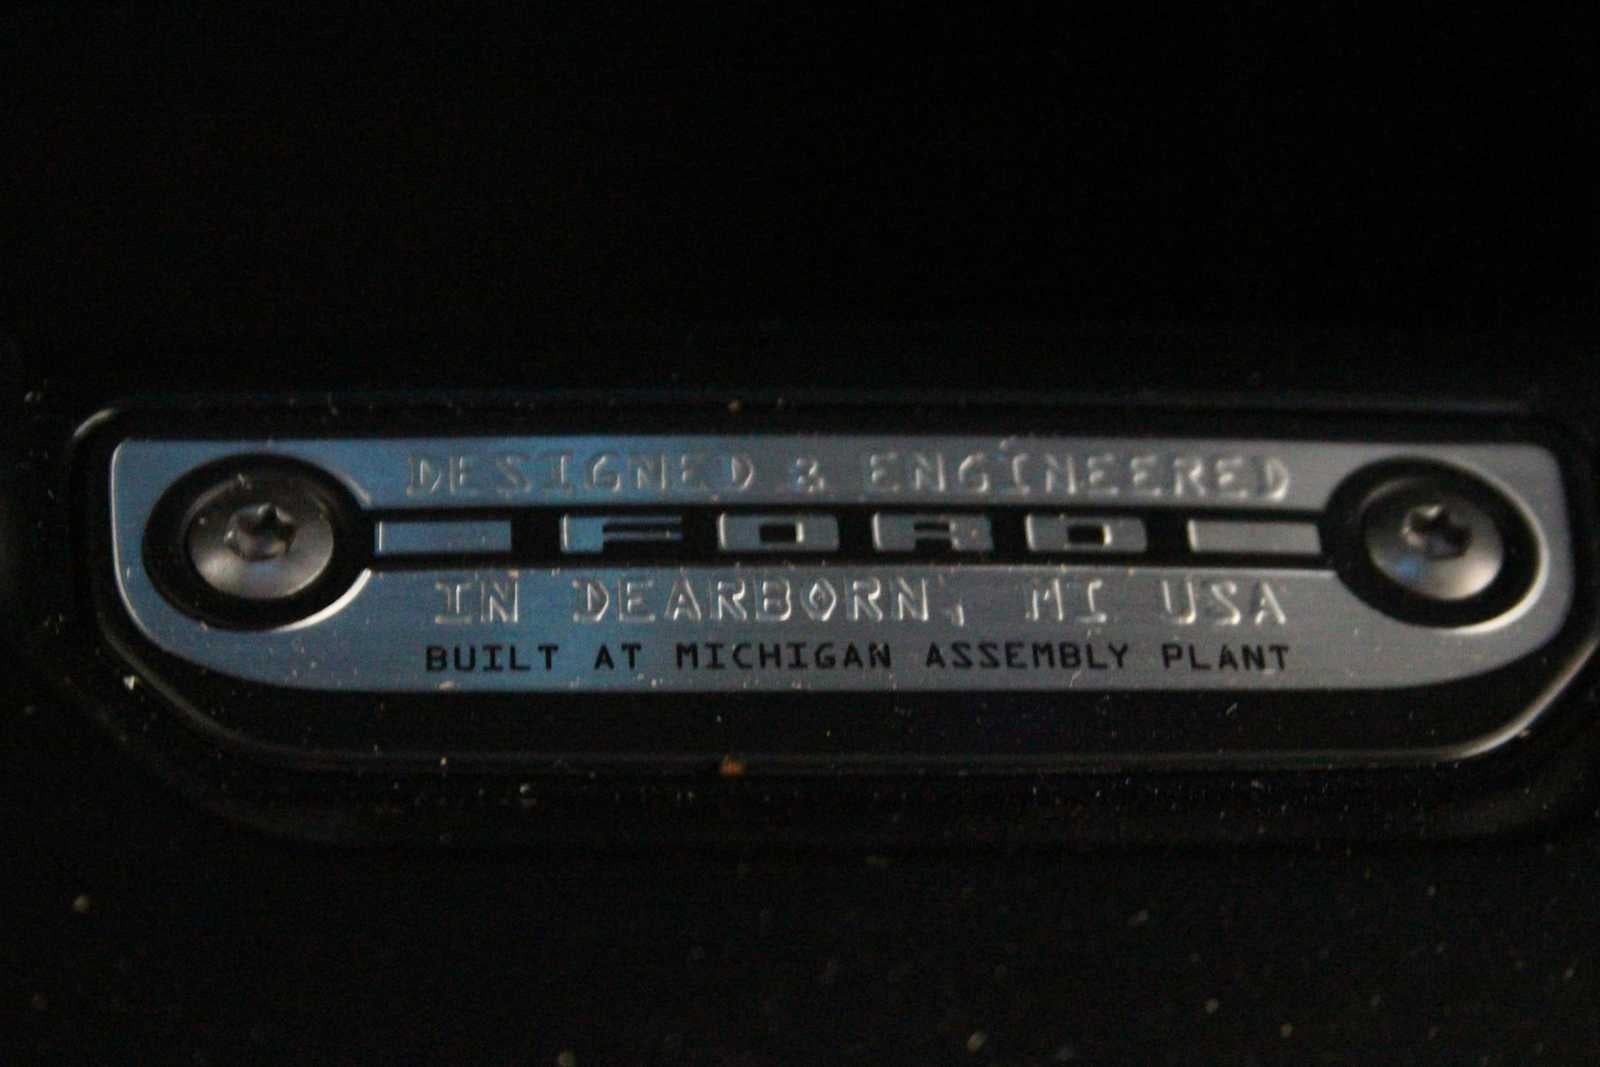 DESIGNED & ENGINEERED
FORD
IN DEARBORN, MI USA
BUILT AT MICHIGAN ASSEMBLY PLANT